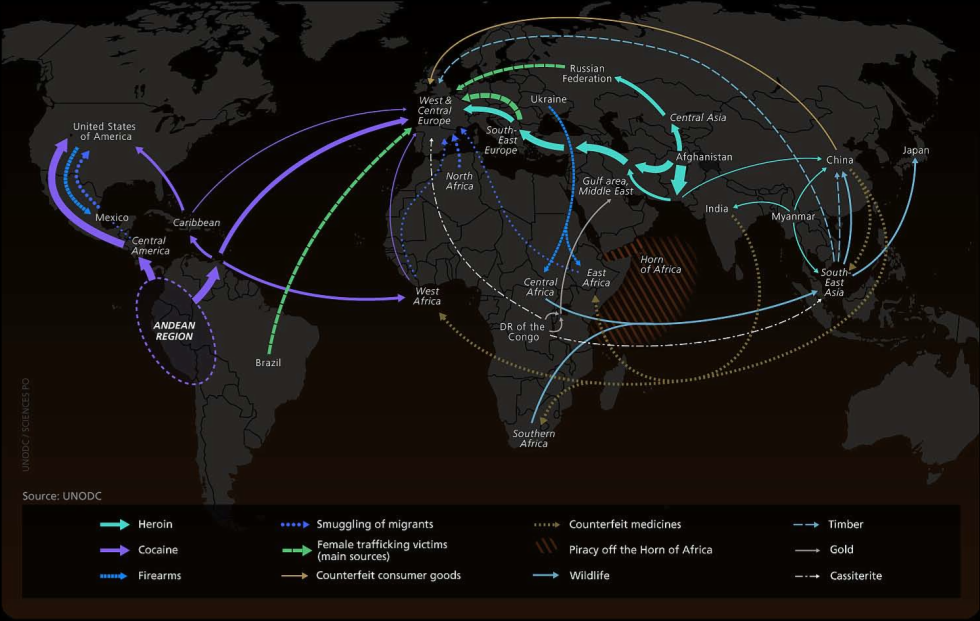 Russian
Federation
West &
Central
Europe
Ukraine
South-
East
Europe
Central Asia
United States
of America
Afghanistan
China
Japan
North
Africa
Gulf area,
Middle East
India
Myanmar
Mexico
Caribbean
Central
America
Horn
of Africa
West
Africa
Central
Africa
East
Africa
South-
East
Asia
ANDEAN
REGION
DR of the
Congo
Brazil
Southern
Africa
UNODC / SCIENCES PO
Source: UNODC
Heroin
Smuggling of migrants
Counterfeit medicines
Timber
Cocaine
Female trafficking victims
(main sources)
Piracy off the Horn of Africa
Gold
Firearms
Counterfeit consumer goods
Wildlife
Cassiterite